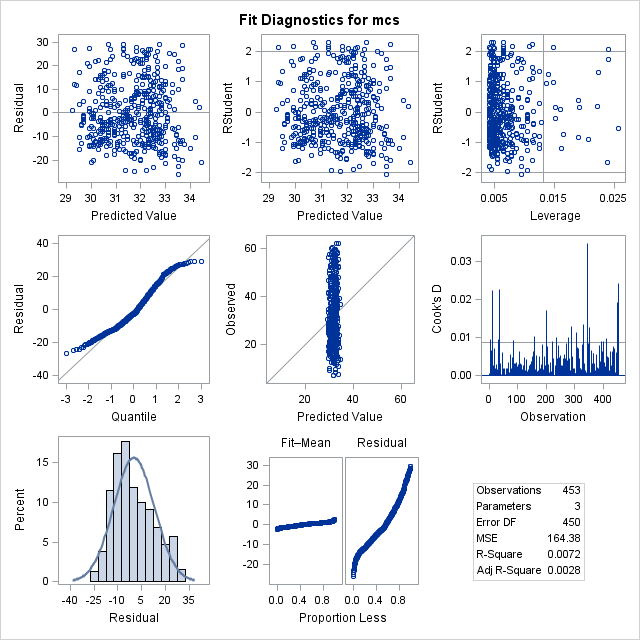 Fit Diagnostics for mcs
Residual
30
20
10
0
-10
-20
29 30 31 32 33 34
Predicted Value
RStudent
2
1
0
-1
-2
29 30 31 32 33 34
Predicted Value
RStudent
2
1
0
-1
-2
0.005 0.015 0.025
Leverage
Residual
40
20
0
-20
-40
-3 -2 -1 0 1 2 3
Quantile
Observed
60
40
20
20 40 60
Predicted Value
Cook's D
0.03
0.02
0.01
0.00
0 100 200 300 400
Observation
Percent
15
10
5
0
-40 -25 -10 5 20 35
Residual
Fit–Mean Residual
30
20
10
0
-10
-20
0.0 0.4 0.8 0.0 0.4 0.8
Proportion Less
Observations 453
Parameters 3
Error DF 450
MSE 164.38
R-Square 0.0072
Adj R-Square 0.0028